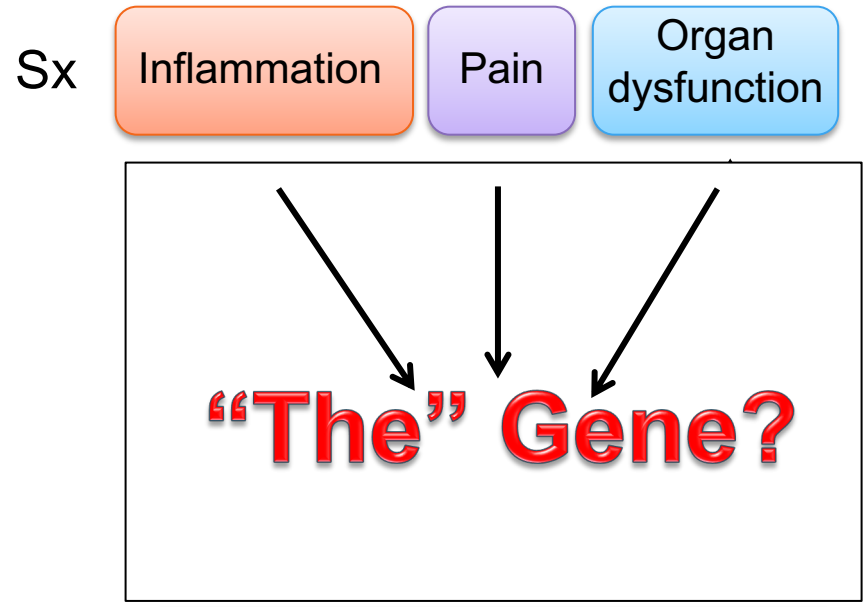 Sx
Inflammation
Pain
Organ
dysfunction
“The” Gene?